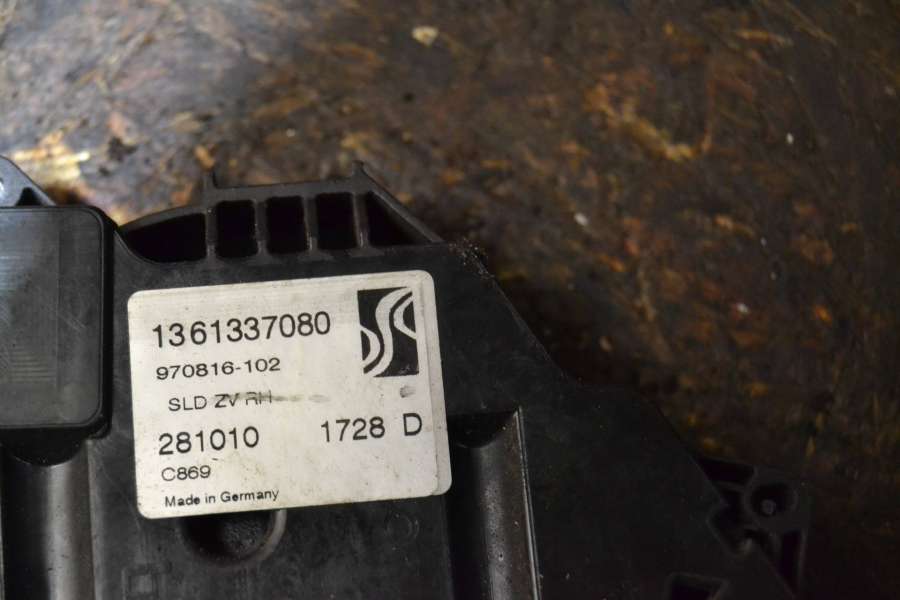 1361337080
970816-102
SLD ZV RH
281010 1728 D
C869
Made in Germany